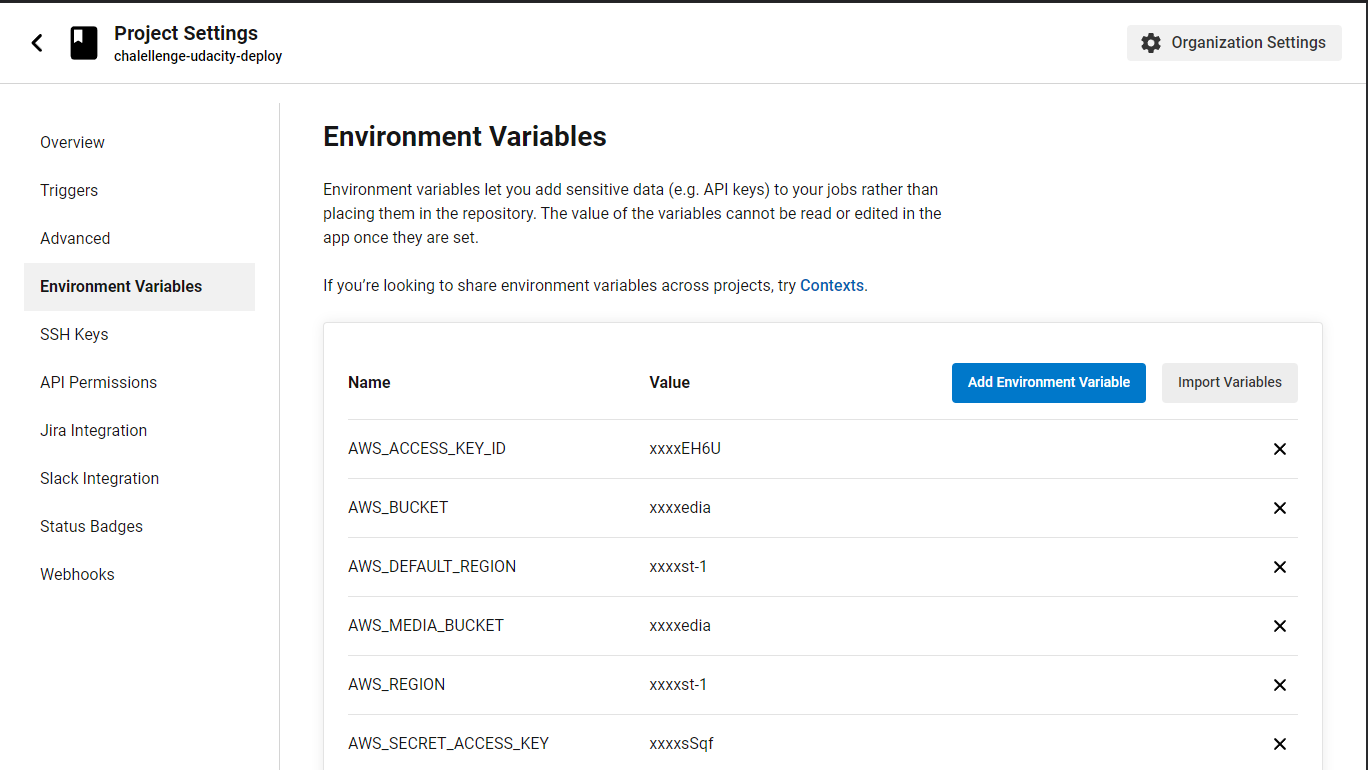 Project Settings
chalellenge-udacity-deploy
Organization Settings
Overview
Triggers
Advanced
Environment Variables
SSH Keys
API Permissions
Jira Integration
Slack Integration
Status Badges
Webhooks
Environment Variables
Environment variables let you add sensitive data (e.g. API keys) to your jobs rather than
placing them in the repository. The value of the variables cannot be read or edited in the
app once they are set.
If you’re looking to share environment variables across projects, try Contexts.
Name Value Add Environment Variable Import Variables
AWS_ACCESS_KEY_ID xxxxEH6U
AWS_BUCKET xxxxedia
AWS_DEFAULT_REGION xxxxst-1
AWS_MEDIA_BUCKET xxxxedia
AWS_REGION xxxxst-1
AWS_SECRET_ACCESS_KEY xxxxsSqf